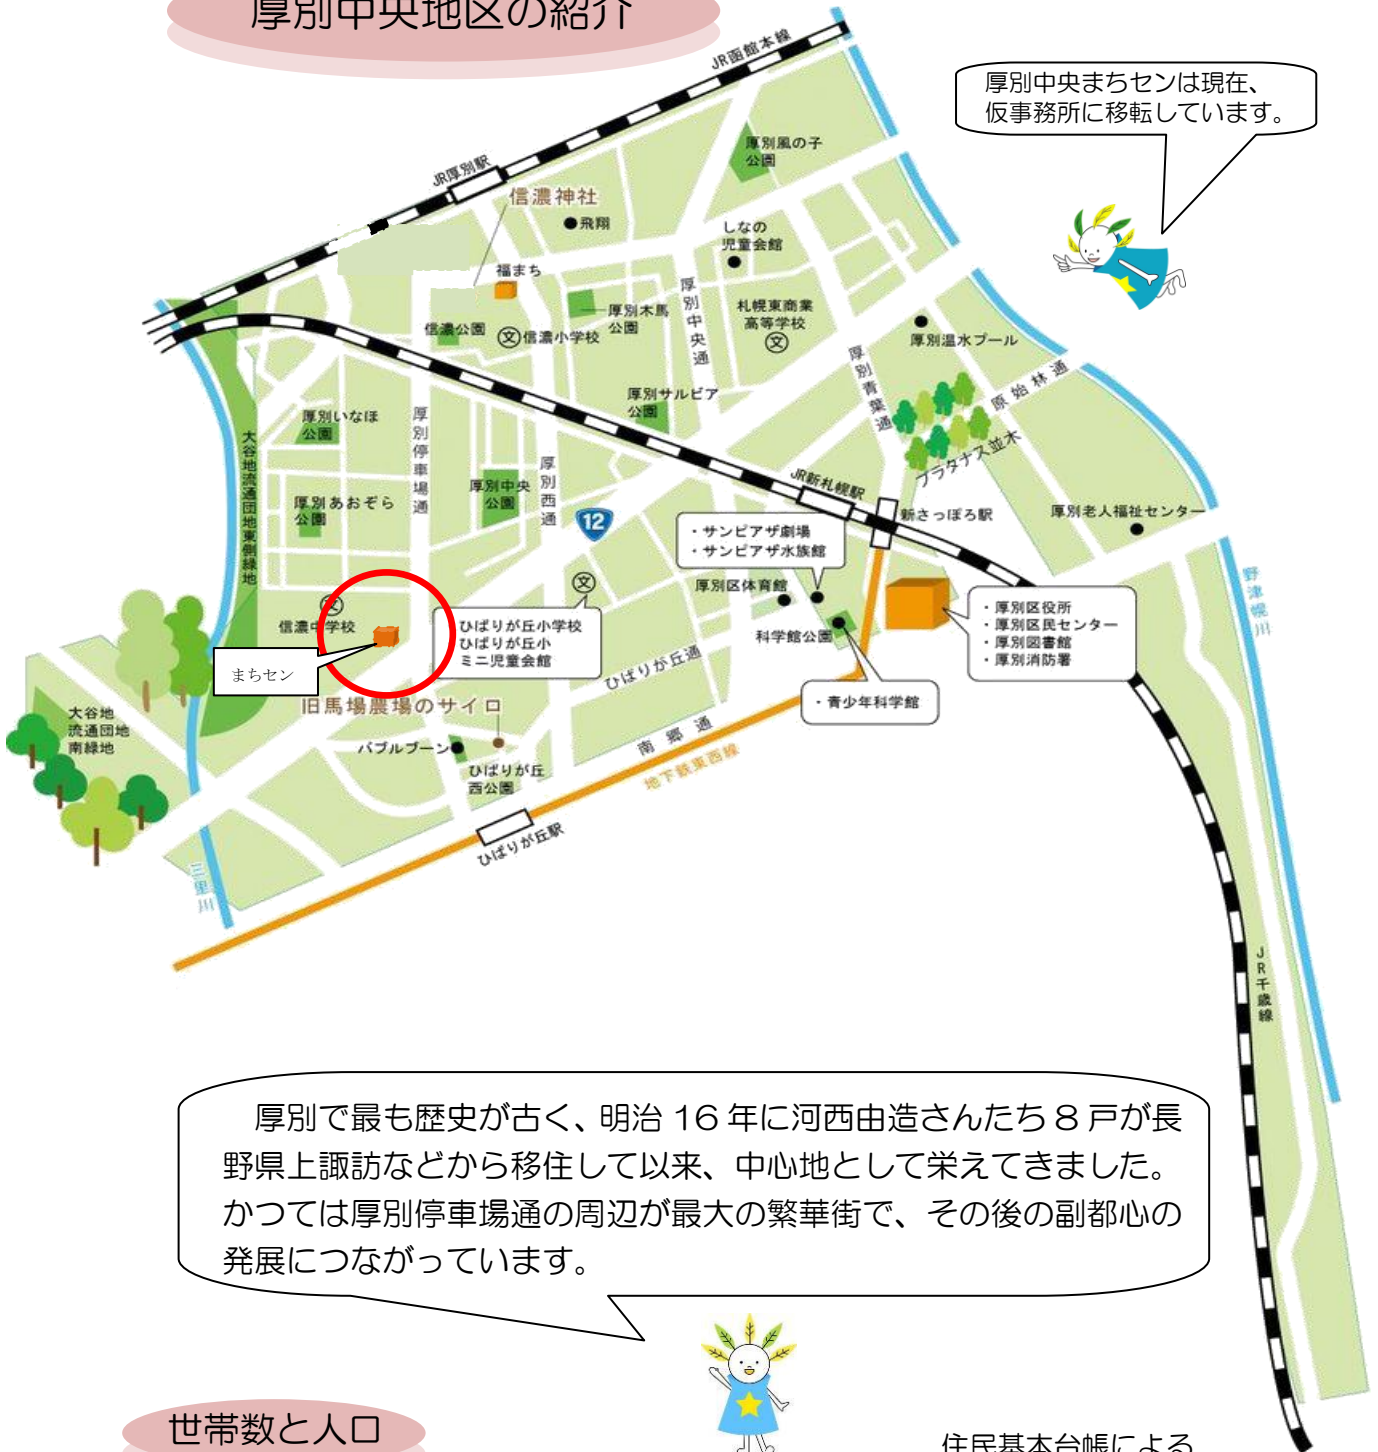 厚別中央地区の紹介
JR函館本線
厚別中央まちセンは現在、
仮事務所に移転しています。
厚別風の子
公園
JR厚別駅
信濃神社
飛翔
しなの
児童会館
福まち
厚別木馬
公園
厚別中央通
札幌東商業
高等学校
文
信濃公園
文
信濃小学校
厚別温水プール
厚別青葉通
原始林通
厚別サルビア
公園
厚別いなほ
公園
厚別停車場通
大谷地流通団地東側緑地
プラタナス並木
厚別中央
公園
厚別西通
厚別あおぞら
公園
12
JR新札幌駅
新さっぽろ駅
厚別老人福祉センター
・サンピアザ劇場
・サンピアザ水族館
野津幌川
文
厚別区体育館
文
信濃中学校
ひばりが丘小学校
ひばりが丘小
ミニ児童会館
科学館公園
・厚別区役所
・厚別区民センター
・厚別図書館
・厚別消防署
まちセン
ひばりが丘通
・青少年科学館
旧馬場農場のサイロ
大谷地
流通団地
南緑地
バブルブーン
南郷通
地下鉄東西線
ひばりが丘
西公園
ひばりが丘駅
三里川
JR千歳線
厚別で最も歴史が古く、明治 16 年に河西由造さんたち 8 戸が長
野県上諏訪などから移住して以来、中心地として栄えてきました。
かつては厚別停車場通の周辺が最大の繁華街で、その後の副都心の
発展につながっています。
世帯数と人口
住民基本台帳による